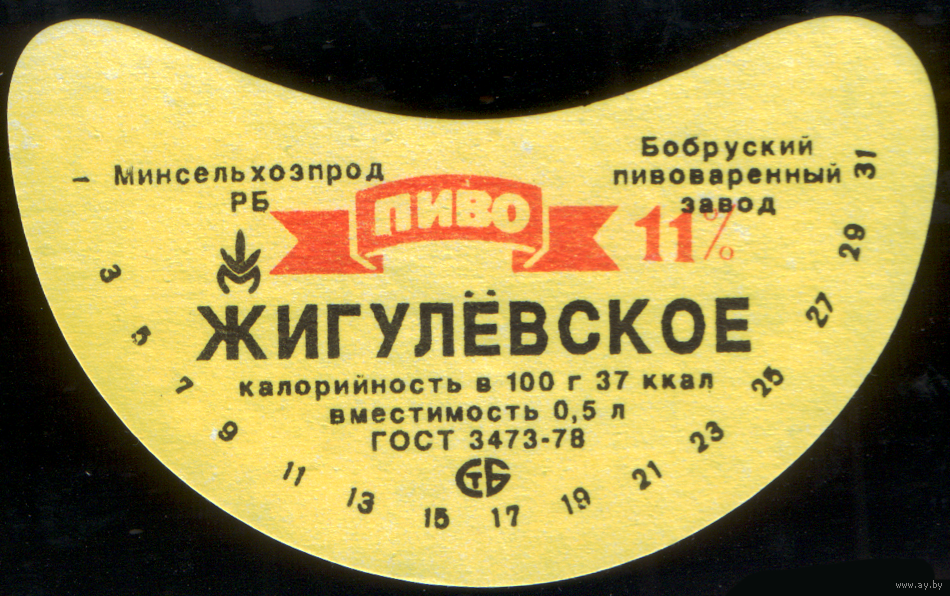 Минсельхозпрод
РБ
Бобруский
пивоваренный
завод
ПИВО
11%
ЖИГУЛЁВСКОЕ
калорийность в 100 г 37 ккал
вместимость 0,5 л
ГОСТ 3473-78
СТБ
1 3 5 7 9 11 13 15 17 19 21 23 25 27 29 31
www.ay.by